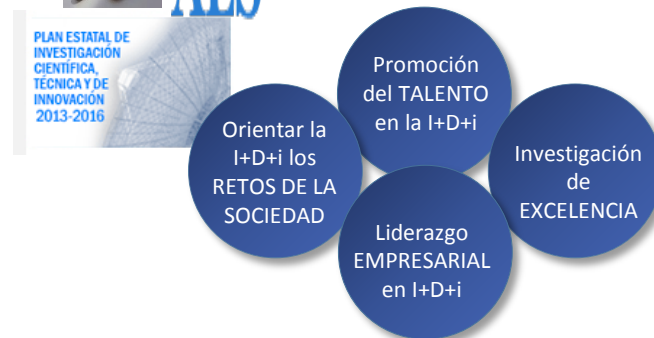 PLAN ESTATAL DE
INVESTIGACIÓN
CIENTÍFICA,
TÉCNICA Y DE
INNOVACIÓN
2013-2016
Promoción
del TALENTO
en la I+D+i
Orientar la
I+D+i los
RETOS DE LA
SOCIEDAD
Investigación
de
EXCELENCIA
Liderazgo
EMPRESARIAL
en I+D+i